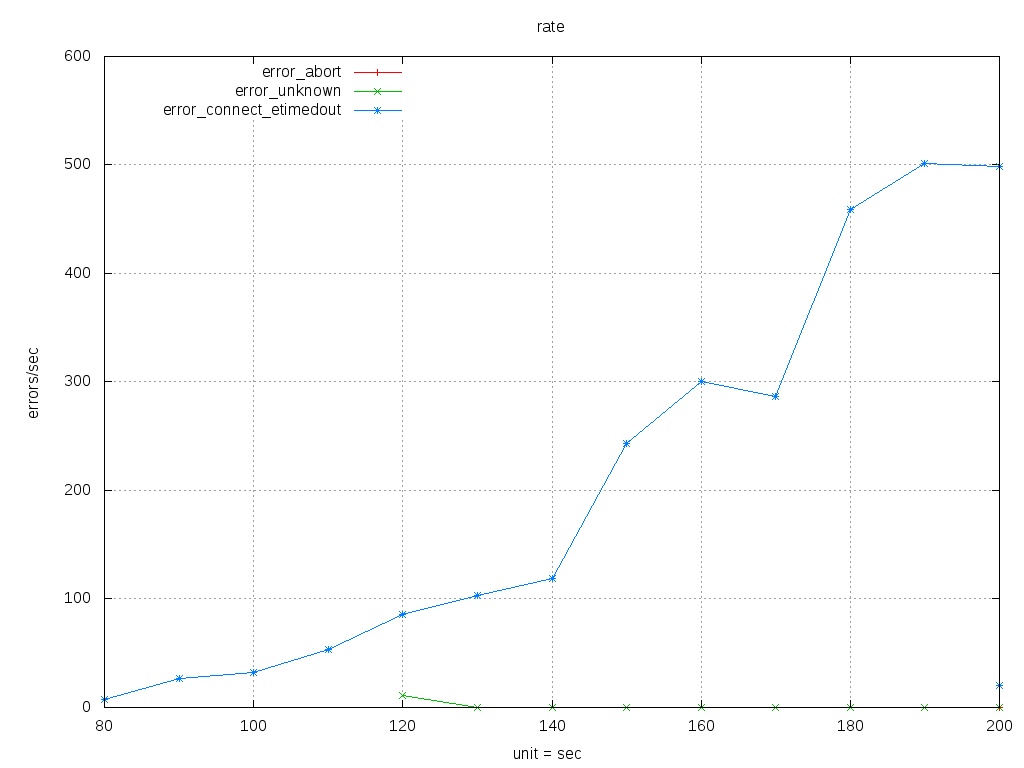 rate
600
error_abort
error_unknown
error_connect_etimedout
500
400
300
errors/sec
200
100
0
80 100 120 140 160 180 200
unit = sec